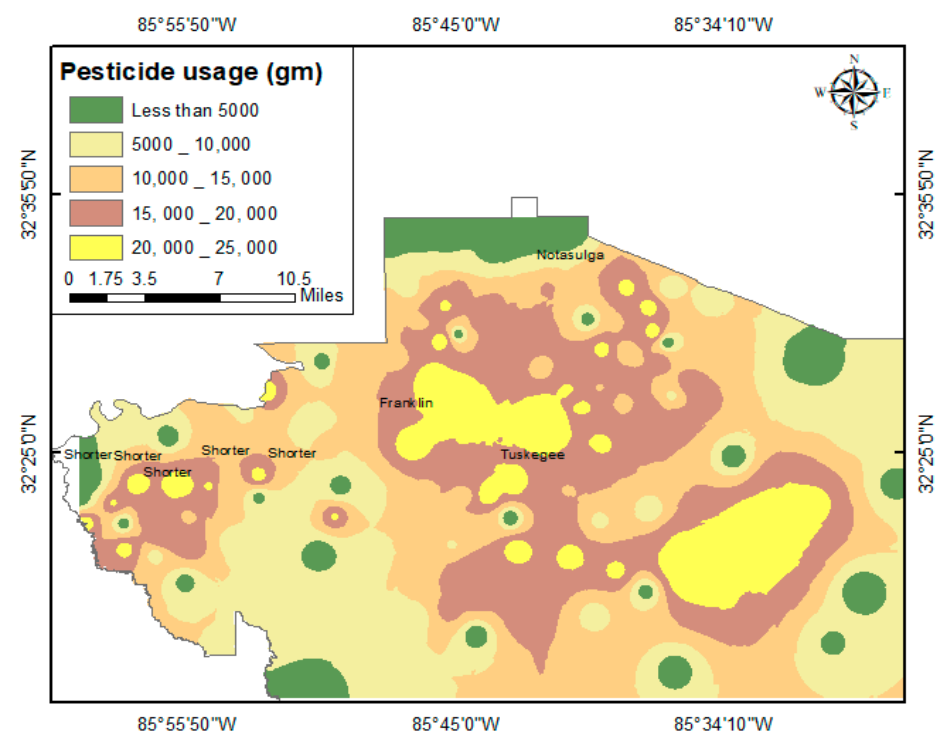 85°55'50"W 85°45'0"W 85°34'10"W
Pesticide usage (gm)
Less than 5000
5000 _ 10,000
10,000 _ 15, 000
15, 000 _ 20, 000
20, 000 _ 25, 000
0 1.75 3.5 7 10.5
Miles
N
W E
S
32°35'50"N 32°35'50"N
Notasulga
Franklin
32°25'0"N 32°25'0"N
Shorter Shorter Shorter Shorter Tuskegee
Shorter
85°55'50"W 85°45'0"W 85°34'10"W